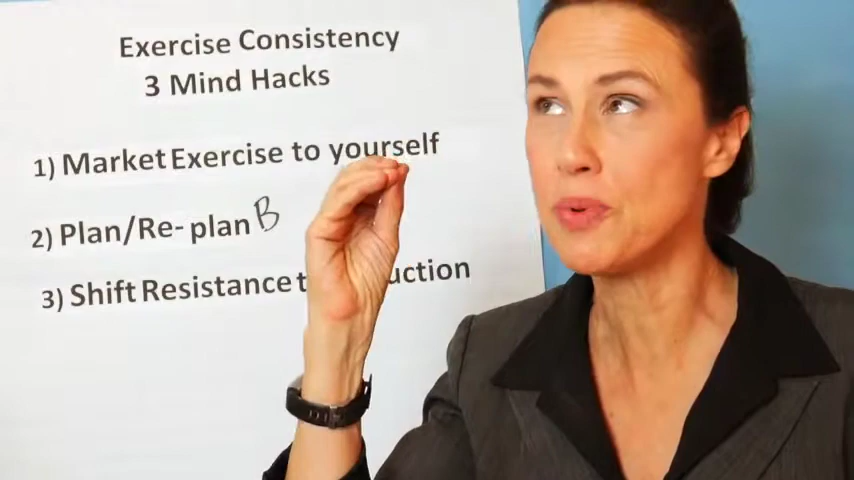 Exercise Consistency
3 Mind Hacks
1) Market Exercise to yourself
2) Plan/Re-plan B
3) Shift Resistance